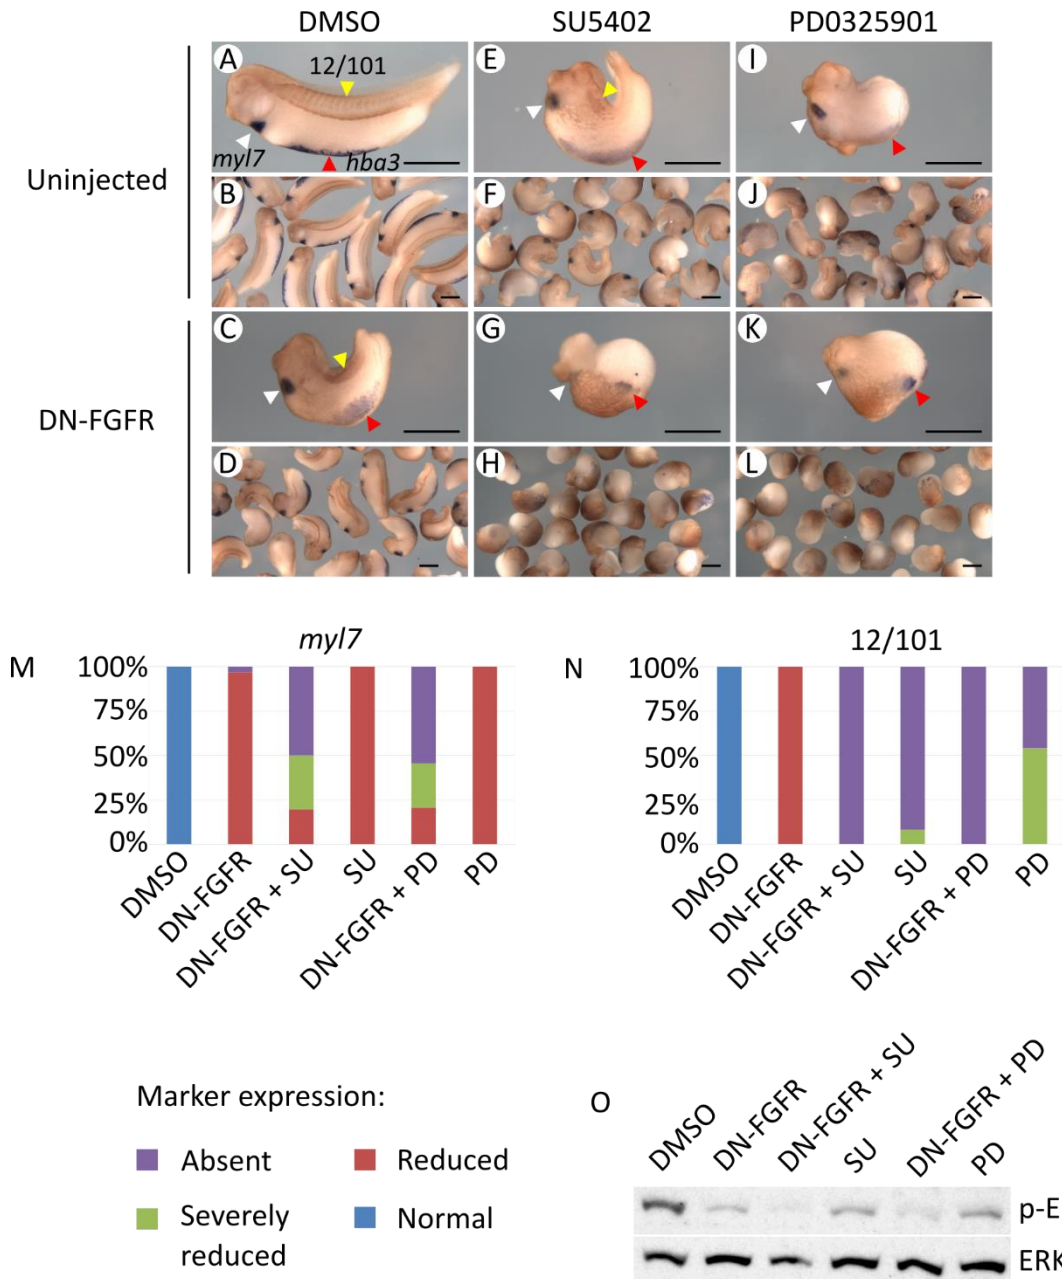 DMSO SU5402 PD0325901
Uninjected
A 12/101 myl7 hba3 E I
B F J
DN-FGFR
C G K
D H L
M myl7
100%
75%
50%
25%
0%
DMSO DN-FGFR DN-FGFR + SU SU DN-FGFR + PD PD
N 12/101
100%
75%
50%
25%
0%
DMSO DN-FGFR DN-FGFR + SU SU DN-FGFR + PD PD
Marker expression:
Absent Reduced
Severely reduced Normal
O
DMSO DN-FGFR DN-FGFR + SU SU DN-FGFR + PD PD
p-E
ERK